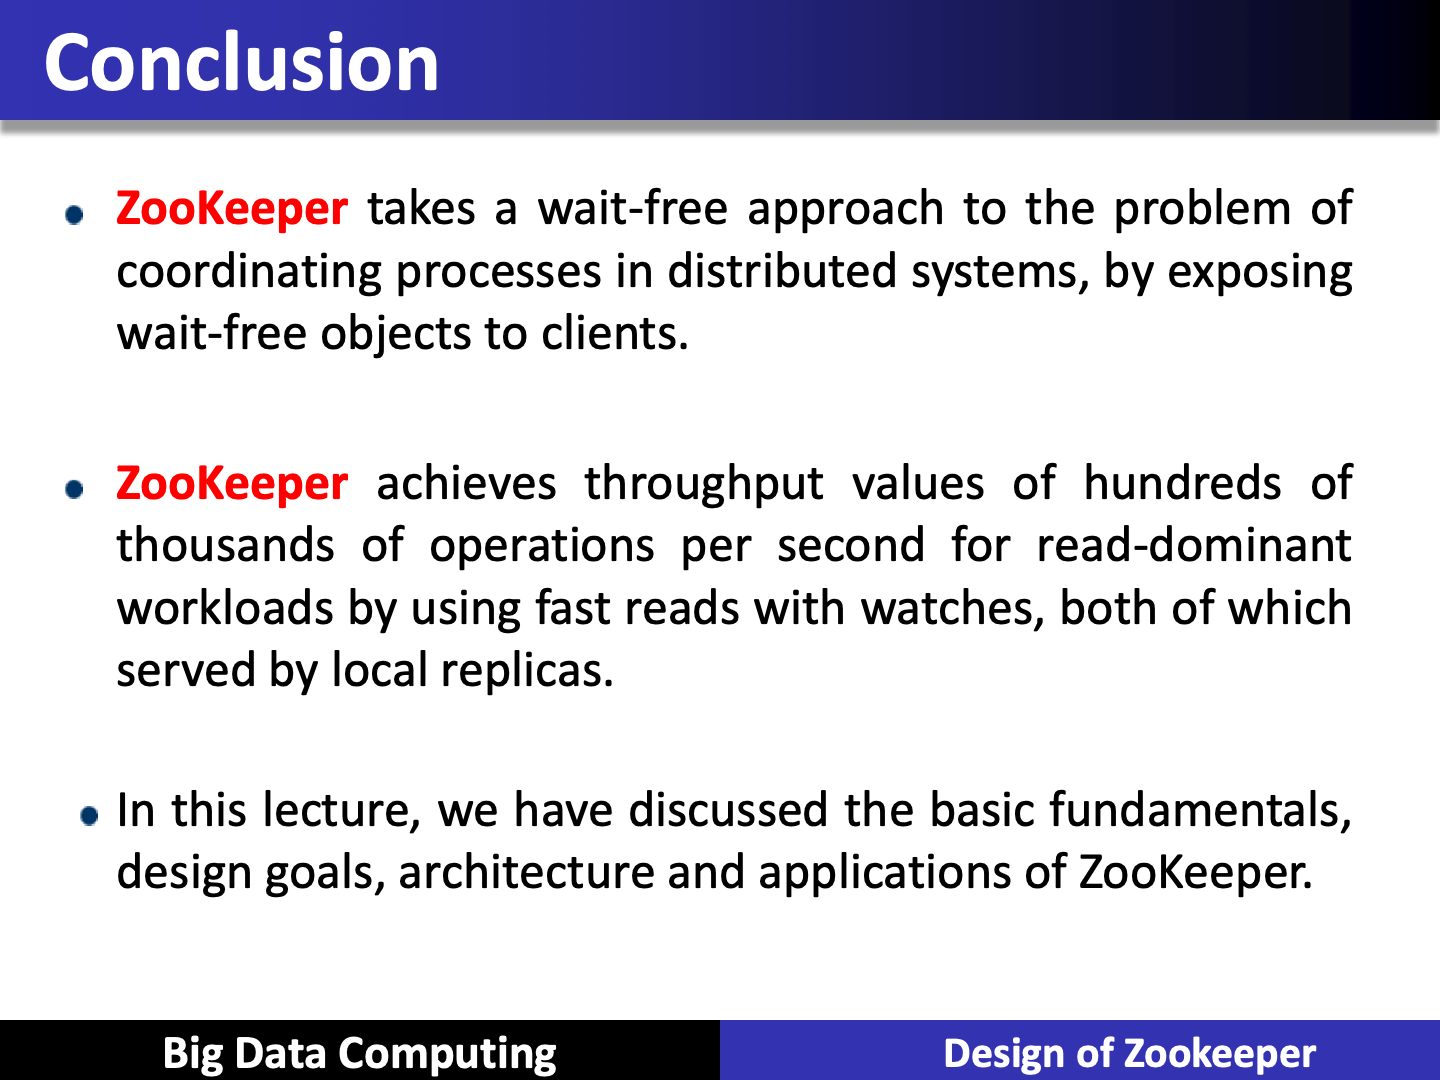 Conclusion
ZooKeeper takes a wait-free approach to the problem of
coordinating processes in distributed systems, by exposing
wait-free objects to clients.
ZooKeeper achieves throughput values of hundreds of
thousands of operations per second for read-dominant
workloads by using fast reads with watches, both of which
served by local replicas.
In this lecture, we have discussed the basic fundamentals,
design goals, architecture and applications of ZooKeeper.
Big Data Computing
Design of Zookeeper